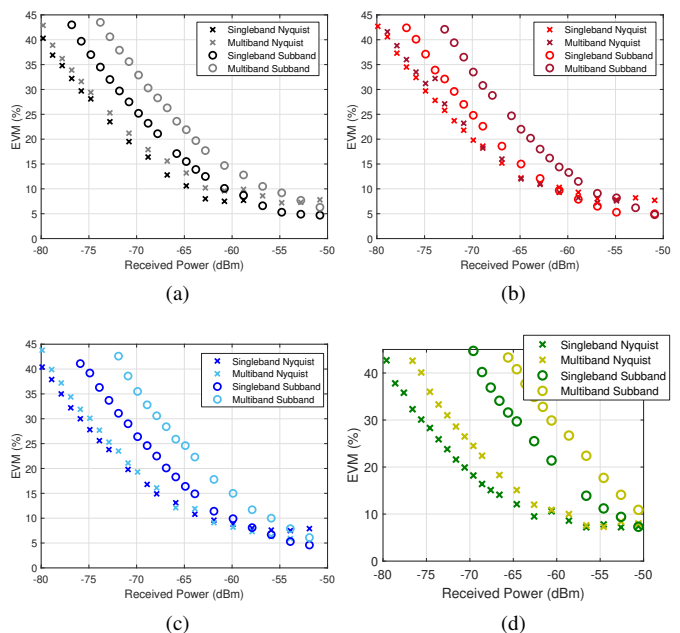 45
40
35
30
25
20
15
10
5
0
EVM (%)
-80 -75 -70 -65 -60 -55 -50
Received Power (dBm)
Singleband Nyquist
Multiband Nyquist
Singleband Subband
Multiband Subband
(a)
45
40
35
30
25
20
15
10
5
0
EVM (%)
-80 -75 -70 -65 -60 -55 -50
Received Power (dBm)
Singleband Nyquist
Multiband Nyquist
Singleband Subband
Multiband Subband
(b)
45
40
35
30
25
20
15
10
5
0
EVM (%)
-80 -75 -70 -65 -60 -55 -50
Received Power (dBm)
Singleband Nyquist
Multiband Nyquist
Singleband Subband
Multiband Subband
(c)
40
30
20
10
0
EVM (%)
-80 -75 -70 -65 -60 -55 -50
Received Power (dBm)
Singleband Nyquist
Multiband Nyquist
Singleband Subband
Multiband Subband
(d)